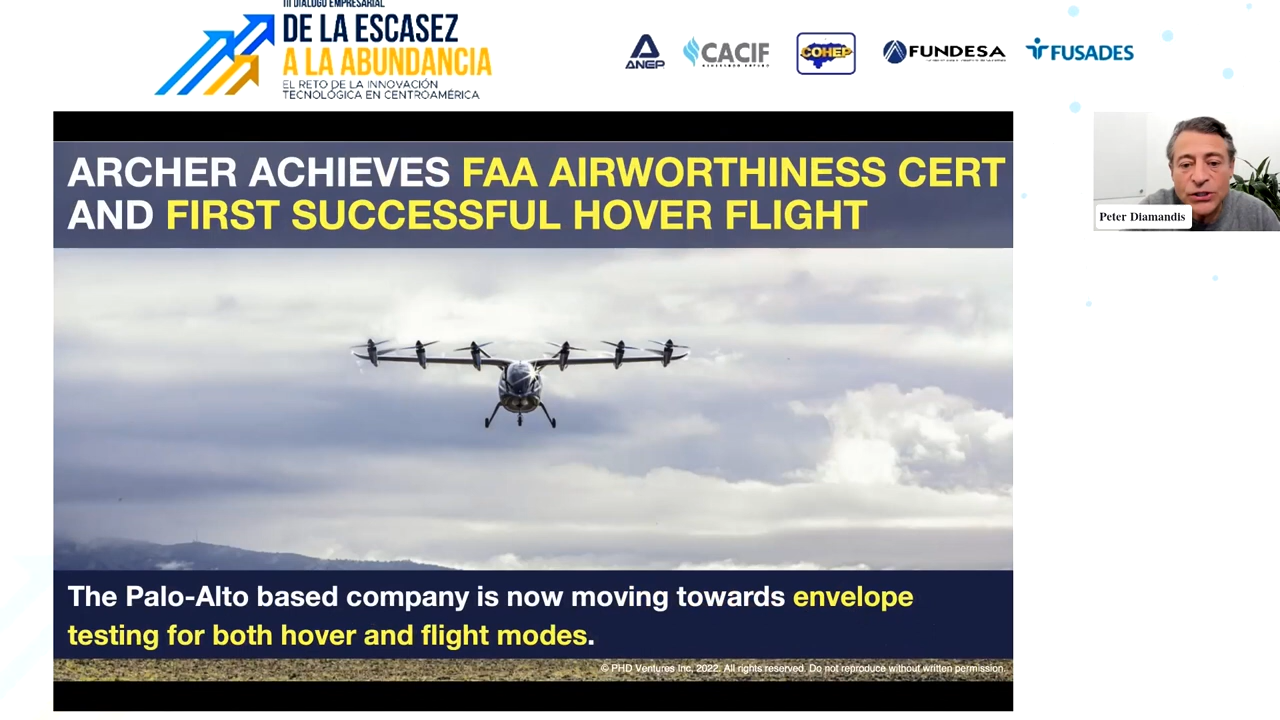 III DIÁLOGO EMPRESARIAL
DE LA ESCASEZ
A LA ABUNDANCIA
EL RETO DE LA INNOVACIÓN
TECNOLÓGICA EN CENTROAMÉRICA
ANEP
CACIF
COHEP
FUNDESA
FUSADES
ARCHER ACHIEVES FAA AIRWORTHINESS CERT
AND FIRST SUCCESSFUL HOVER FLIGHT
Peter Diamandis
The Palo-Alto based company is now moving towards envelope
testing for both hover and flight modes.
© PHD Ventures Inc, 2022. All rights reserved. Do not reproduce without written permission.